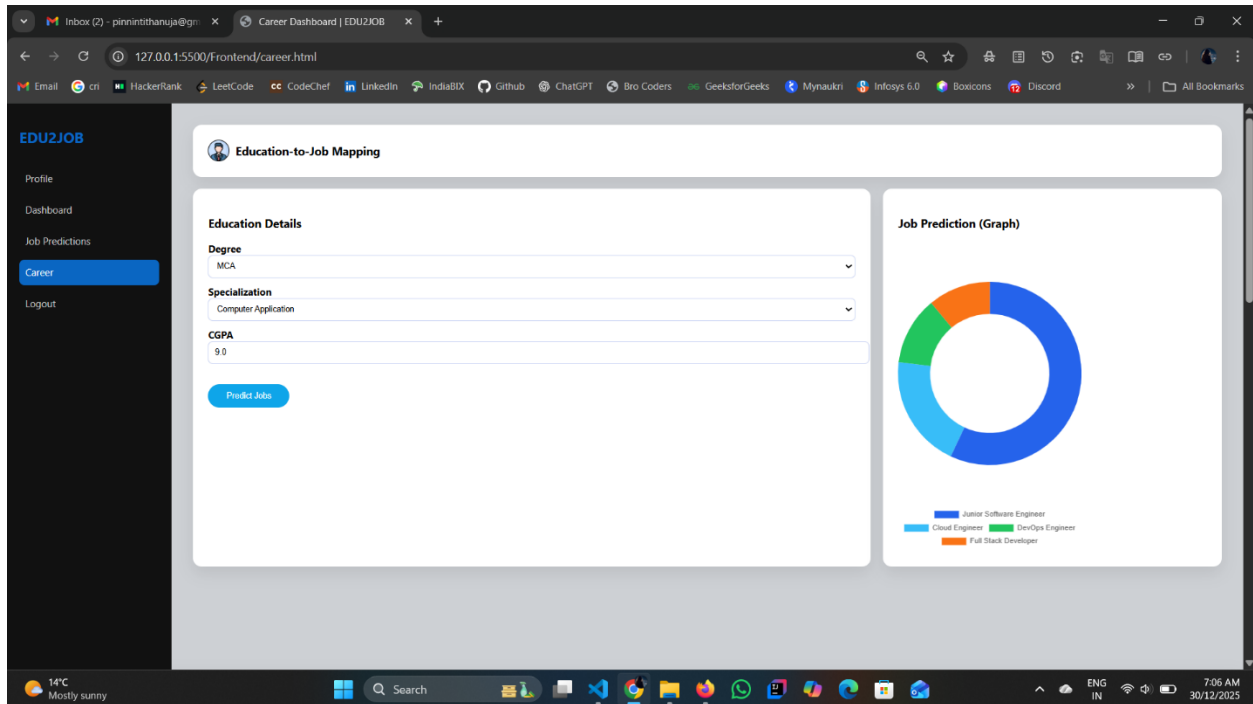 Inbox (2) - pinnintithanuja@gm
Career Dashboard | EDU2JOB
127.0.0.1:5500/Frontend/career.html
Email cri HackerRank LeetCode CodeChef LinkedIn IndiaBIX Github ChatGPT Bro Coders GeeksforGeeks Mynaukri Infosys 6.0 Boxicons Discord All Bookmarks
EDU2JOB
Profile
Dashboard
Job Predictions
Career
Logout
Education-to-Job Mapping
Education Details
Degree
MCA
Specialization
Computer Application
CGPA
9.0
Predict Jobs
Job Prediction (Graph)
Junior Software Engineer
Cloud Engineer DevOps Engineer
Full Stack Developer
14°C
Mostly sunny
Search
ENG
IN
7:06 AM
30/12/2025